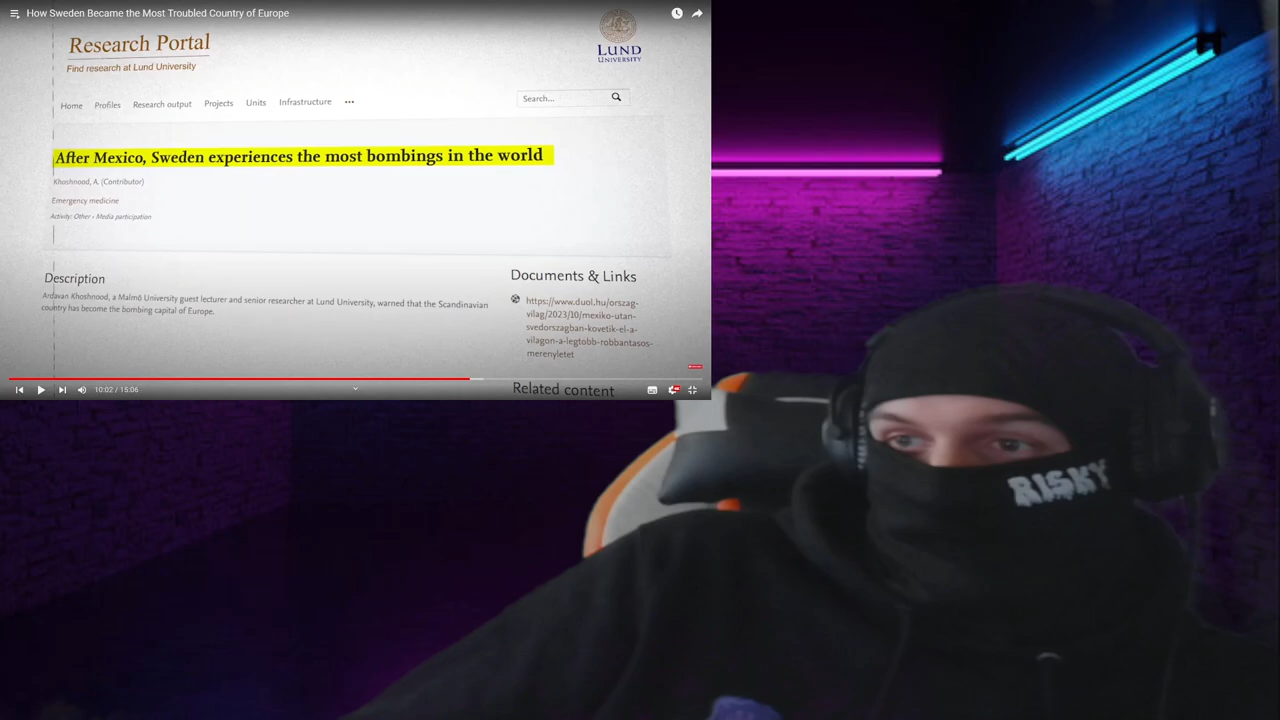 How Sweden Became the Most Troubled Country of Europe
Research Portal
Find research at Lund University
LUND
UNIVERSITY
Home Profiles Research output Projects Units Infrastructure •••
Search...
After Mexico, Sweden experiences the most bombings in the world
Khoshnood, A. (Contributor)
Emergency medicine
Activity: Other › Media participation
Description
Ardavan Khoshnood, a Malmö University guest lecturer and senior researcher at Lund University, warned that the Scandinavian
country has become the bombing capital of Europe.
Documents & Links
https://www.duol.hu/orszag-
vilag/2023/10/mexiko-utan-
svedorszagban-kovetik-el-a-
vilagon-a-legtobb-robbantasos-
merenyletet
Related content
10:02 / 15:06
RISKY